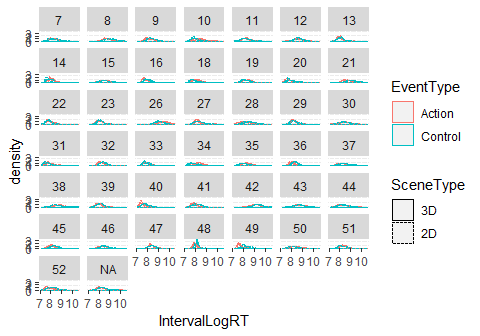 7 8 9 10 11 12 13
14 15 16 18 19 20 21
22 23 26 27 28 29 30
31 32 33 34 35 36 37
38 39 40 41 42 43 44
45 46 47 48 49 50 51
7 8 9 10 7 8 9 10 7 8 9 10 7 8 9 10 7 8 9 10
52 NA
7 8 9 10 7 8 9 10
density
IntervalLogRT
EventType
Action
Control
SceneType
3D
2D